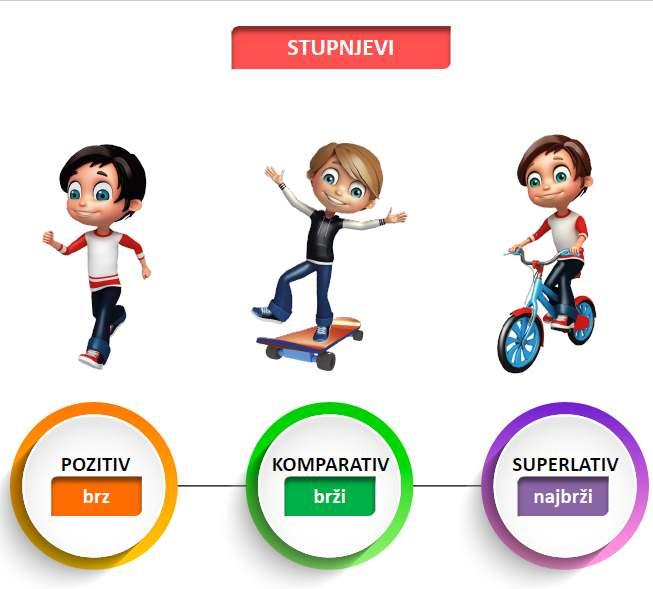 STUPNJEVI
POZITIV
brz
KOMPARATIV
brži
SUPERLATIV
najbrži